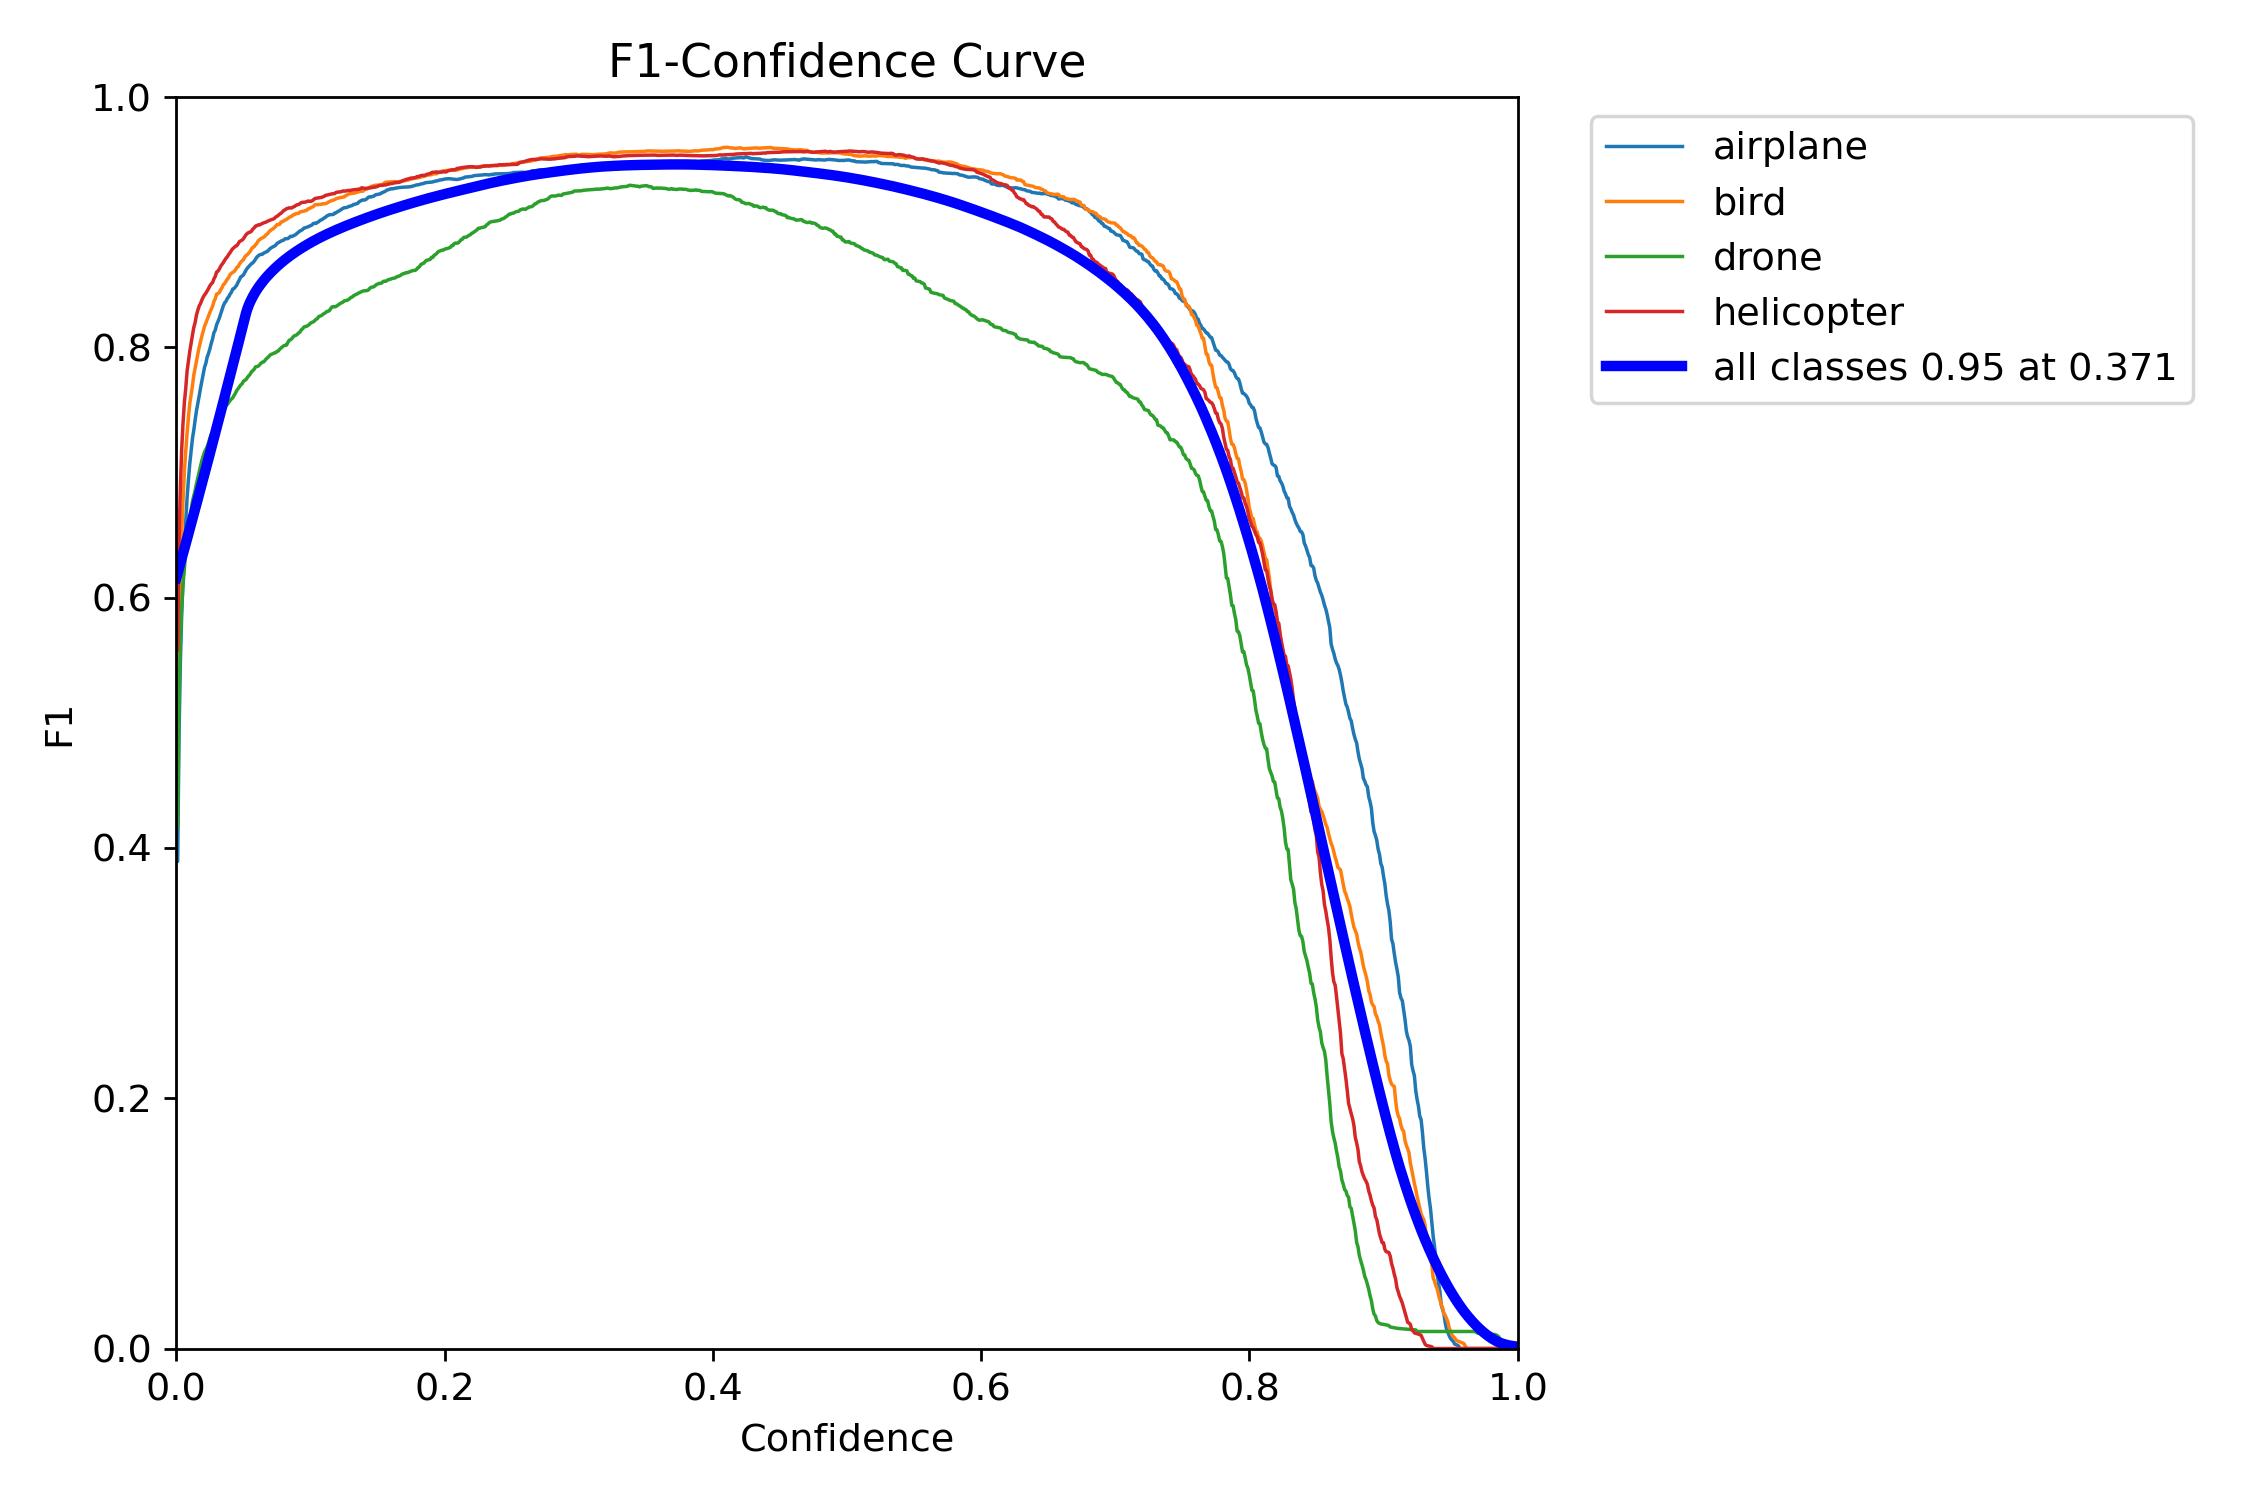 F1-Confidence Curve
1.0
0.8
0.6
0.4
0.2
0.0
F1
0.0 0.2 0.4 0.6 0.8 1.0
Confidence
airplane
bird
drone
helicopter
all classes 0.95 at 0.371